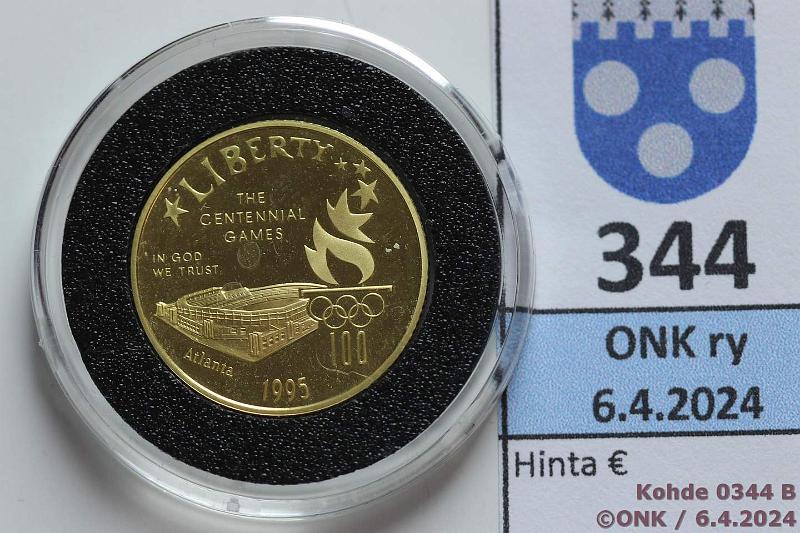 LIBERTY
THE
CENTENNIAL
GAMES
IN GOD
WE TRUST
100
Atlanta
1995
344
ONK ry
6.4.2024
Hinta €
Kohde 0344 B
©ONK / 6.4.2024